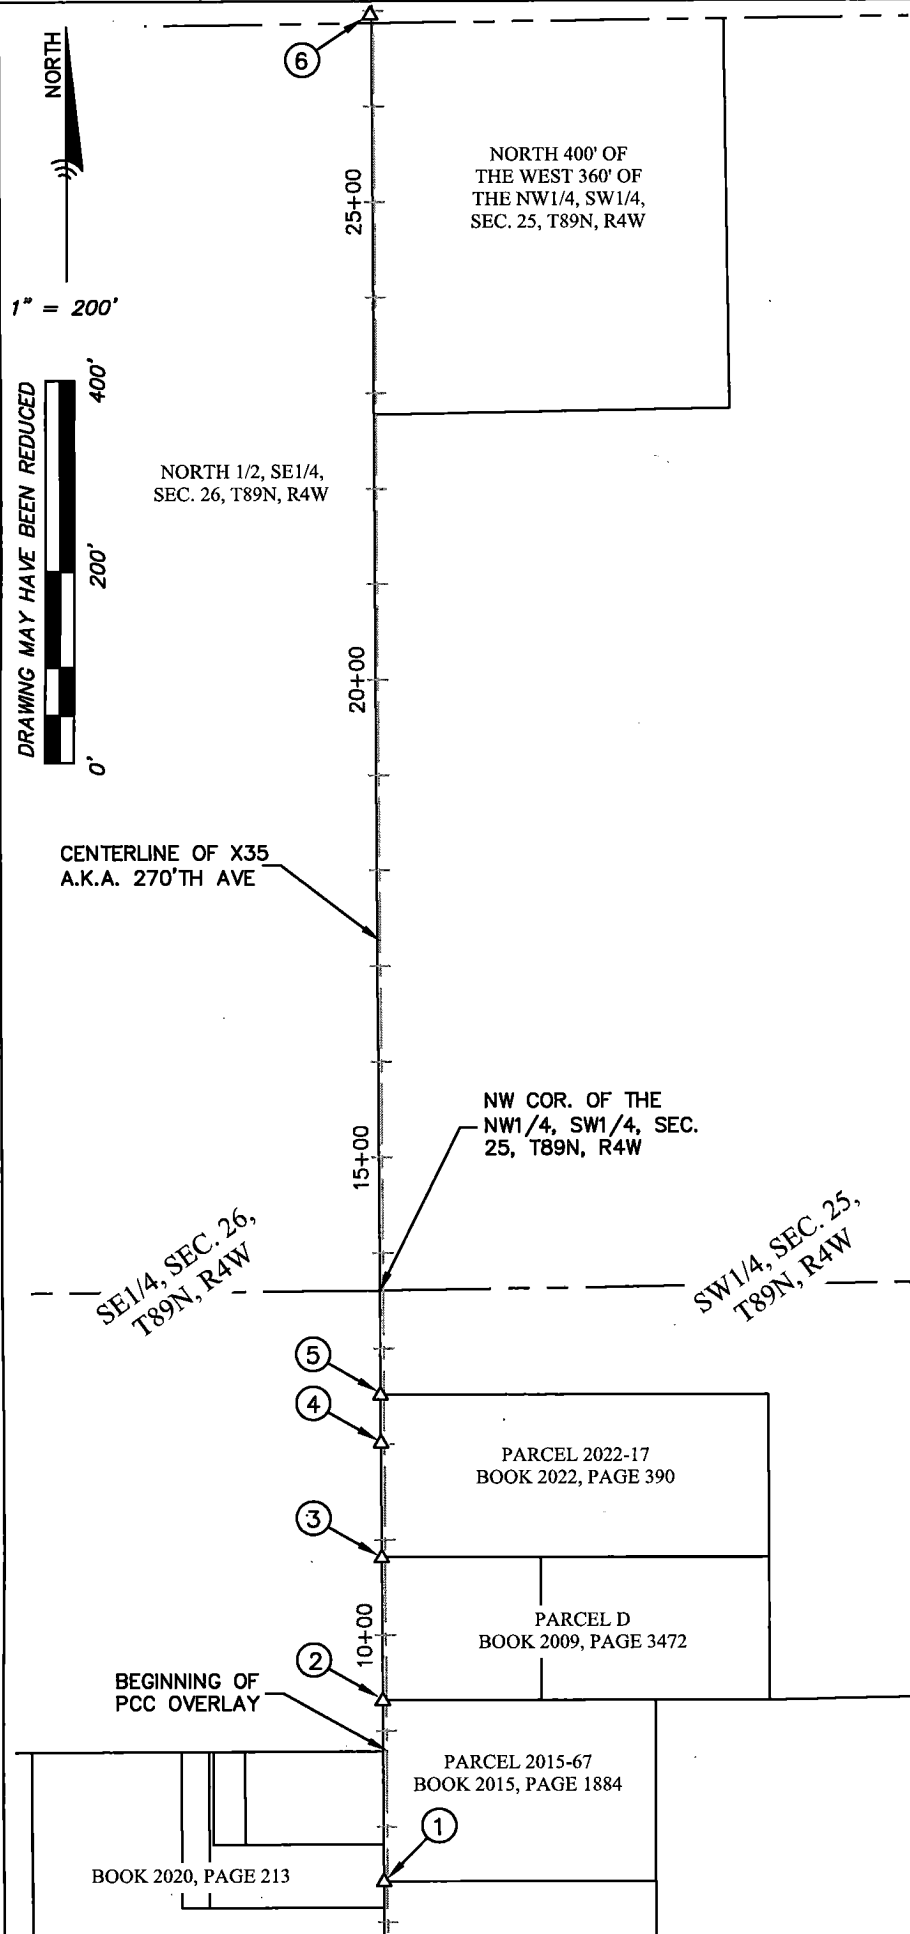 6
NORTH
NORTH 400' OF
THE WEST 360' OF
THE NW1/4, SW1/4,
SEC. 25, T89N, R4W
25+00
1" = 200'
DRAWING MAY HAVE BEEN REDUCED
400'
200'
0'
NORTH 1/2, SE1/4,
SEC. 26, T89N, R4W
20+00
CENTERLINE OF X35
A.K.A. 270'TH AVE
NW COR. OF THE
NW1/4, SW1/4, SEC.
25, T89N, R4W
15+00
SE1/4, SEC. 26,
T89N, R4W
SW1/4, SEC. 25,
T89N, R4W
5
4
PARCEL 2022-17
BOOK 2022, PAGE 390
3
10+00
PARCEL D
BOOK 2009, PAGE 3472
2
BEGINNING OF
PCC OVERLAY
PARCEL 2015-67
BOOK 2015, PAGE 1884
1
BOOK 2020, PAGE 213